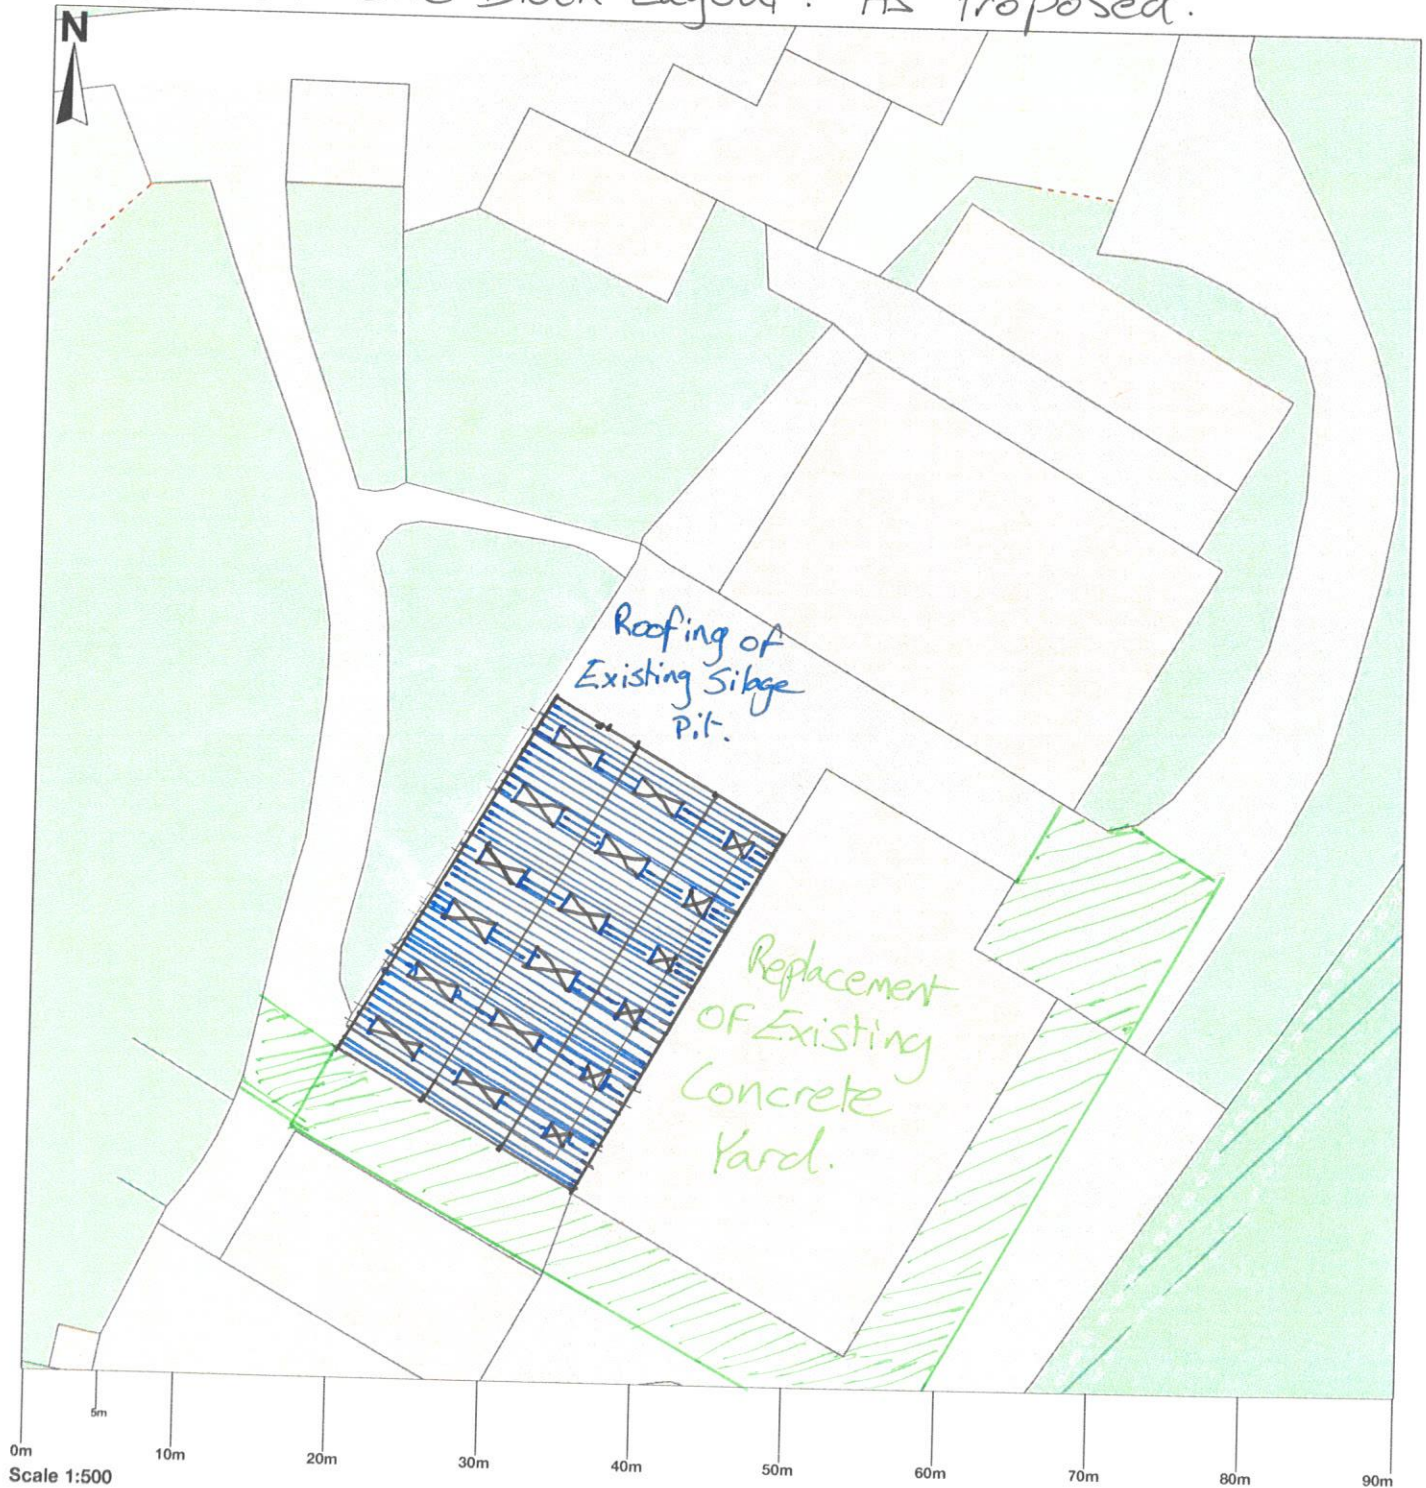 Block Layout. As Proposed.
N
Roofing of
Existing Silage
Pit.
Replacement
Of Existing
Concrete
Yard.
5m
0m 10m 20m 30m 40m 50m 60m 70m 80m 90m
Scale 1:500